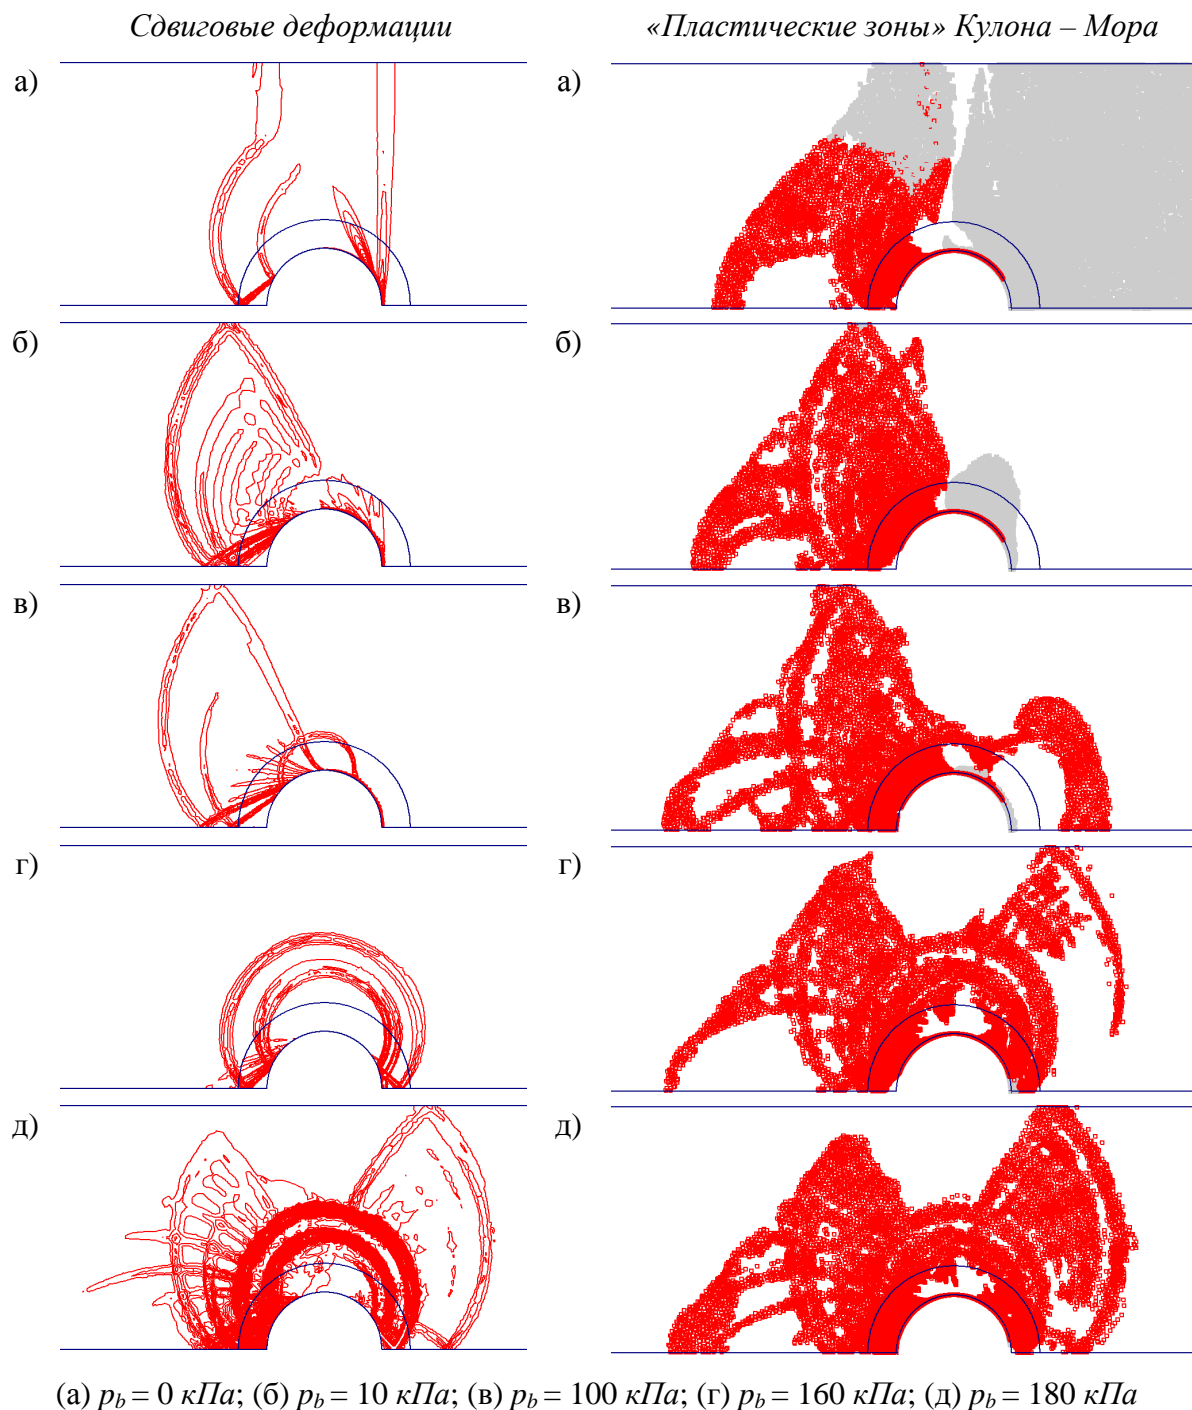 Сдвиговые деформации «Пластические зоны» Кулона – Мора
а) а)
б) б)
в) в)
г) г)
д) д)
(а) p_b = 0 кПа; (б) p_b = 10 кПа; (в) p_b = 100 кПа; (г) p_b = 160 кПа; (д) p_b = 180 кПа